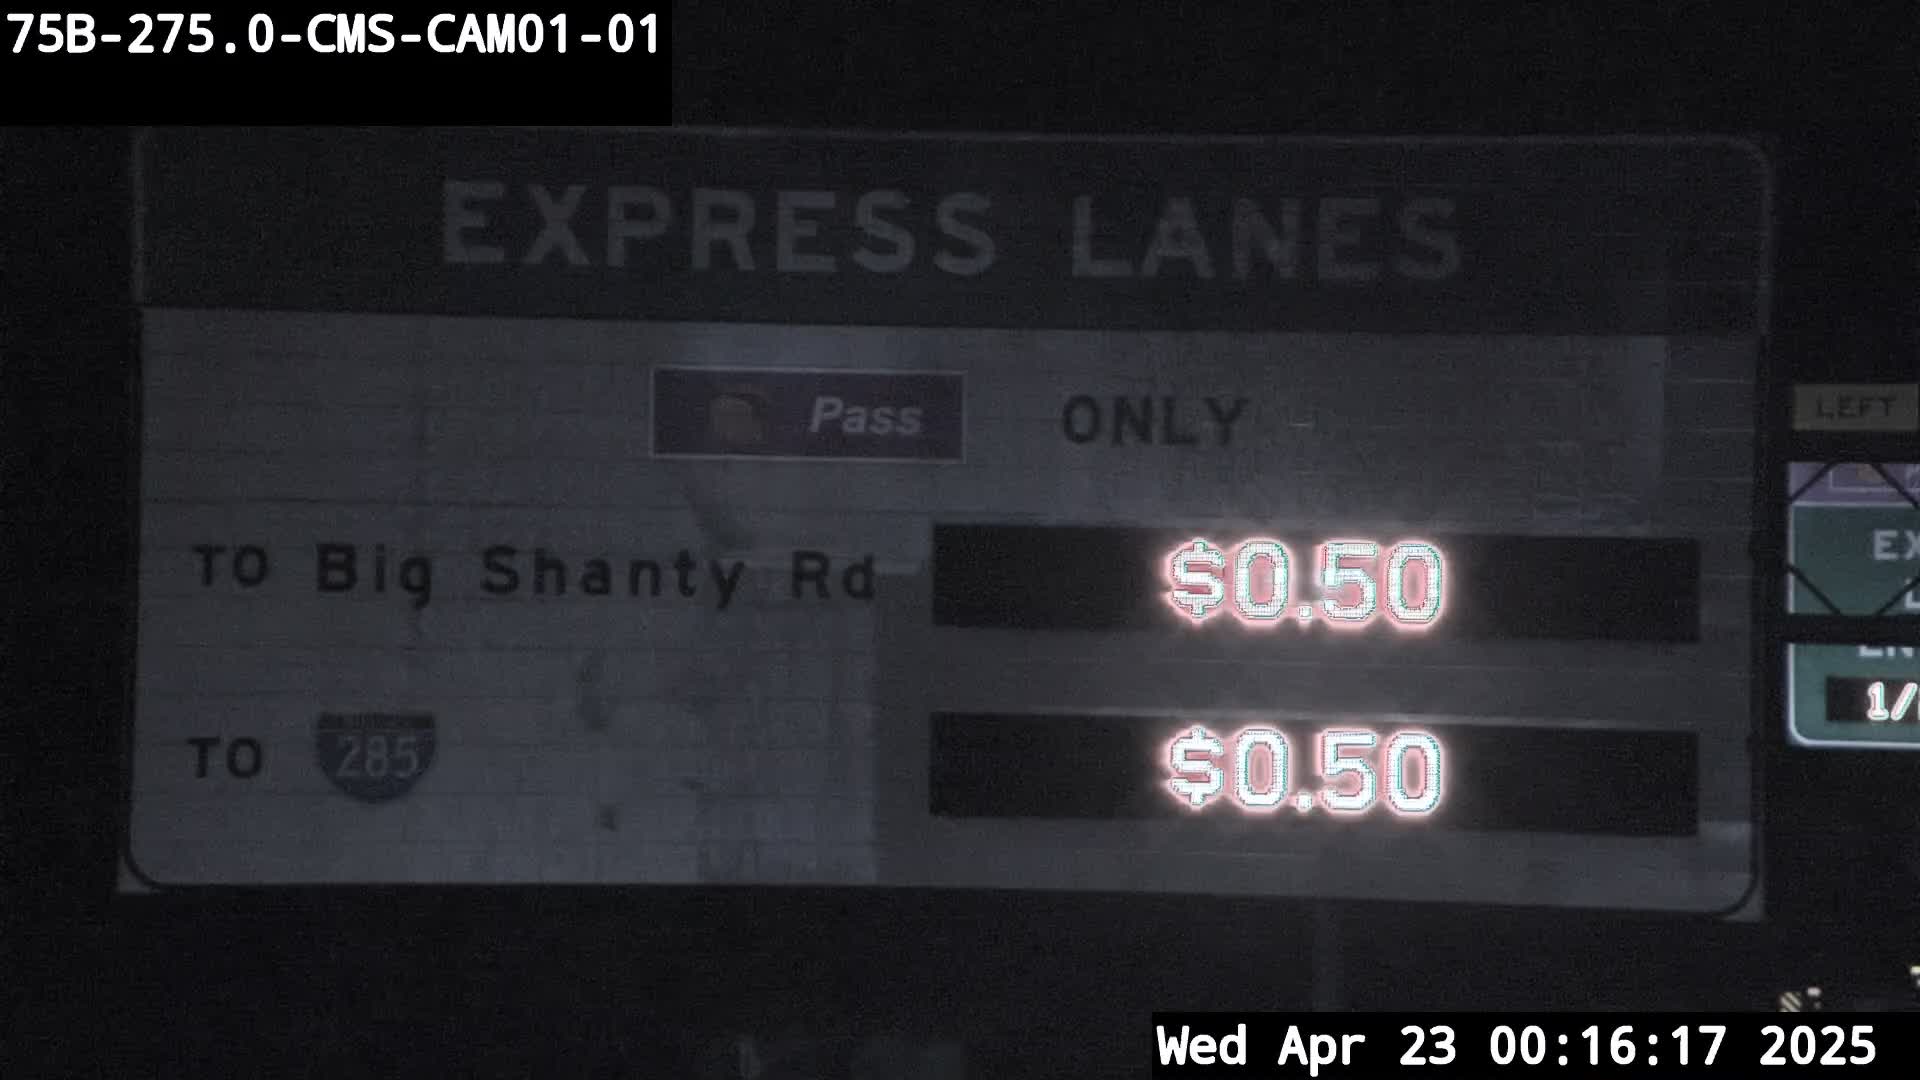 75B-275.0-CMS-CAM01-01
EXPRESS LANES
Pass ONLY
TO Big Shanty Rd $0.50
TO 285 $0.50
LEFT
1/
Wed Apr 23 00:16:17 2025